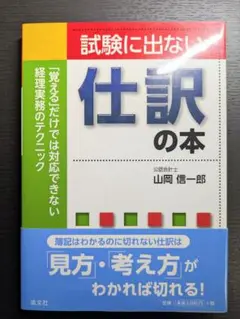 試験に出ない
仕訳
の本
「覚える」だけでは対応できない
経理実務のテクニック
公認会計士
山岡 信一郎
簿記はわかるのに切れない仕訳は
「見方」・「考え方」が
わかれば切れる!
清文社